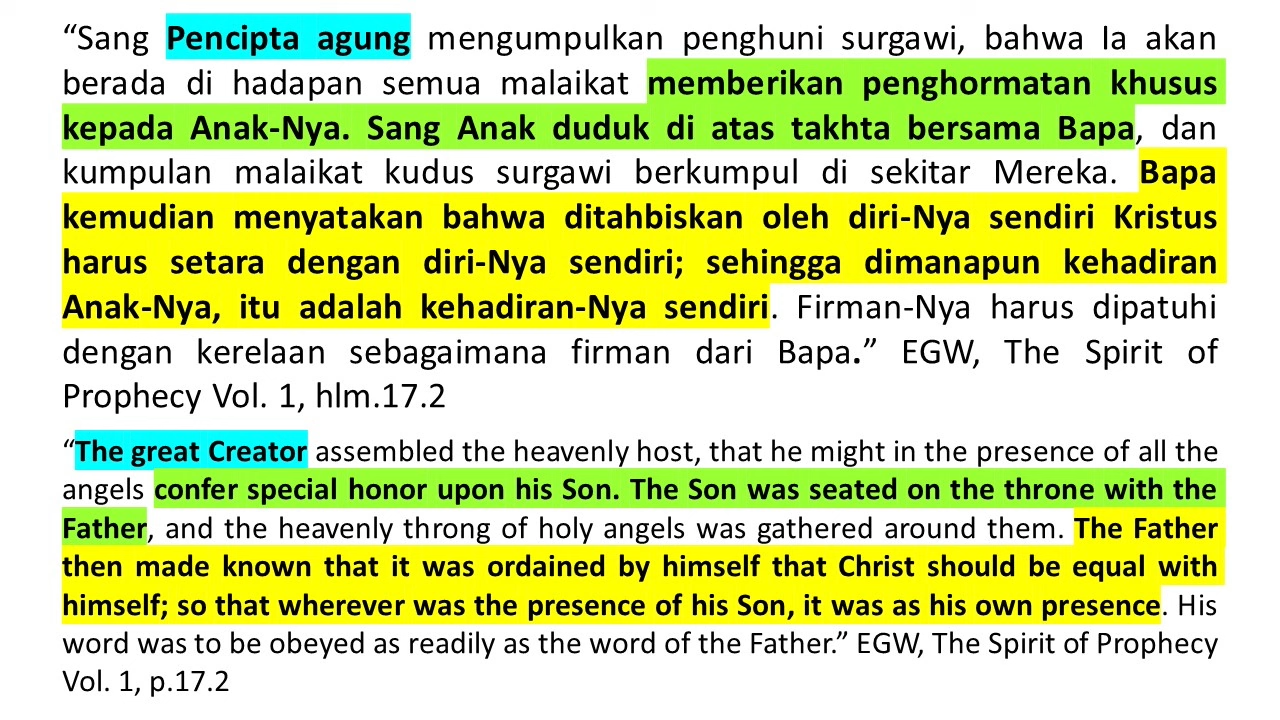 “Sang Pencipta agung mengumpulkan penghuni surgawi, bahwa Ia akan
berada di hadapan semua malaikat memberikan penghormatan khusus
kepada Anak-Nya. Sang Anak duduk di atas takhta bersama Bapa, dan
kumpulan malaikat kudus surgawi berkumpul di sekitar Mereka. Bapa
kemudian menyatakan bahwa ditahbiskan oleh diri-Nya sendiri Kristus
harus setara dengan diri-Nya sendiri; sehingga dimanapun kehadiran
Anak-Nya, itu adalah kehadiran-Nya sendiri. Firman-Nya harus dipatuhi
dengan kerelaan sebagaimana firman dari Bapa.” EGW, The Spirit of
Prophecy Vol. 1, hlm.17.2
“The great Creator assembled the heavenly host, that he might in the presence of all the
angels confer special honor upon his Son. The Son was seated on the throne with the
Father, and the heavenly throng of holy angels was gathered around them. The Father
then made known that it was ordained by himself that Christ should be equal with
himself; so that wherever was the presence of his Son, it was as his own presence. His
word was to be obeyed as readily as the word of the Father.” EGW, The Spirit of Prophecy
Vol. 1, p.17.2